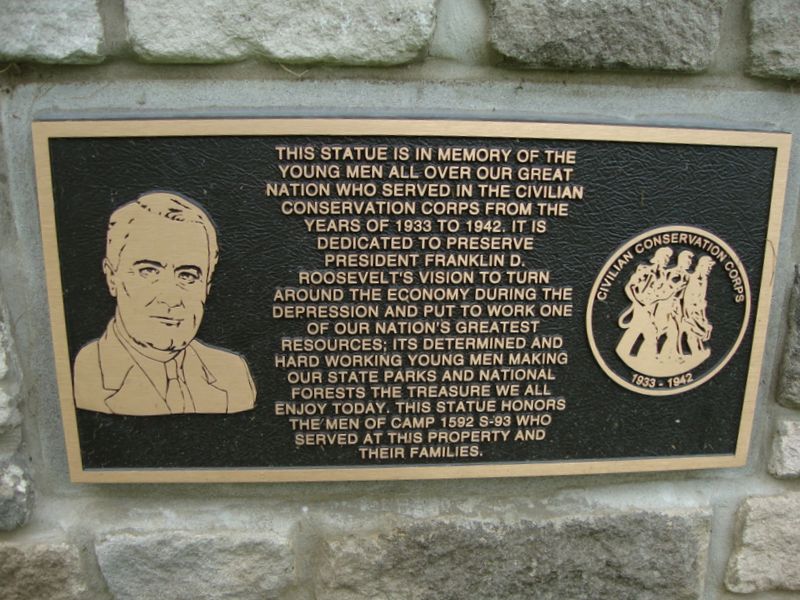 THIS STATUE IS IN MEMORY OF THE
YOUNG MEN ALL OVER OUR GREAT
NATION WHO SERVED IN THE CIVILIAN
CONSERVATION CORPS FROM THE
YEARS OF 1933 TO 1942. IT IS
DEDICATED TO PRESERVE
PRESIDENT FRANKLIN D.
ROOSEVELT'S VISION TO TURN
AROUND THE ECONOMY DURING THE
DEPRESSION AND PUT TO WORK ONE
OF OUR NATION'S GREATEST
RESOURCES; ITS DETERMINED AND
HARD WORKING YOUNG MEN MAKING
OUR STATE PARKS AND NATIONAL
FORESTS THE TREASURE WE ALL
ENJOY TODAY. THIS STATUE HONORS
THE MEN OF CAMP 1592 S-93 WHO
SERVED AT THIS PROPERTY AND
THEIR FAMILIES.
CIVILIAN CONSERVATION CORPS
1933 - 1942